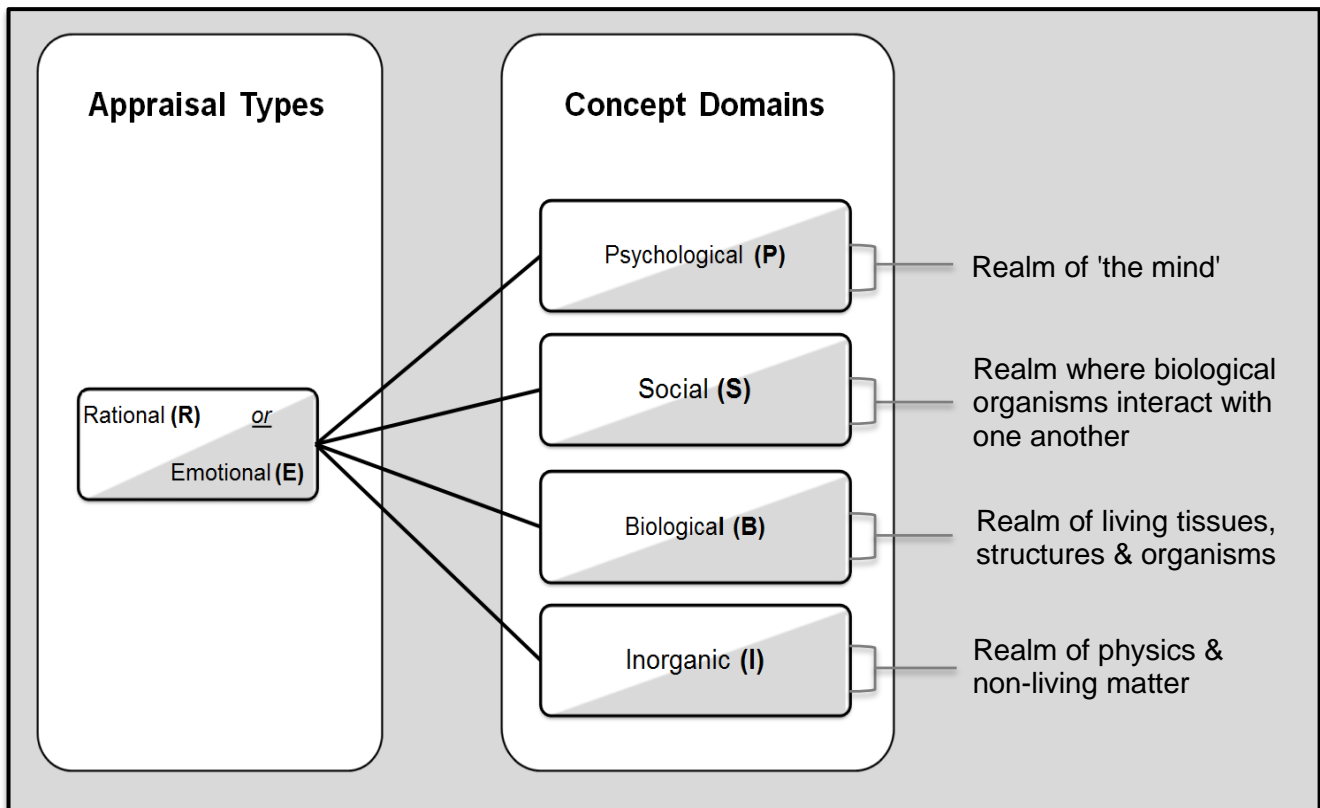 Appraisal Types
Concept Domains
Rational (R) or
Emotional (E)
Psychological (P)
Social (S)
Biological (B)
Inorganic (I)
Realm of 'the mind'
Realm where biological
organisms interact with
one another
Realm of living tissues,
structures & organisms
Realm of physics &
non-living matter